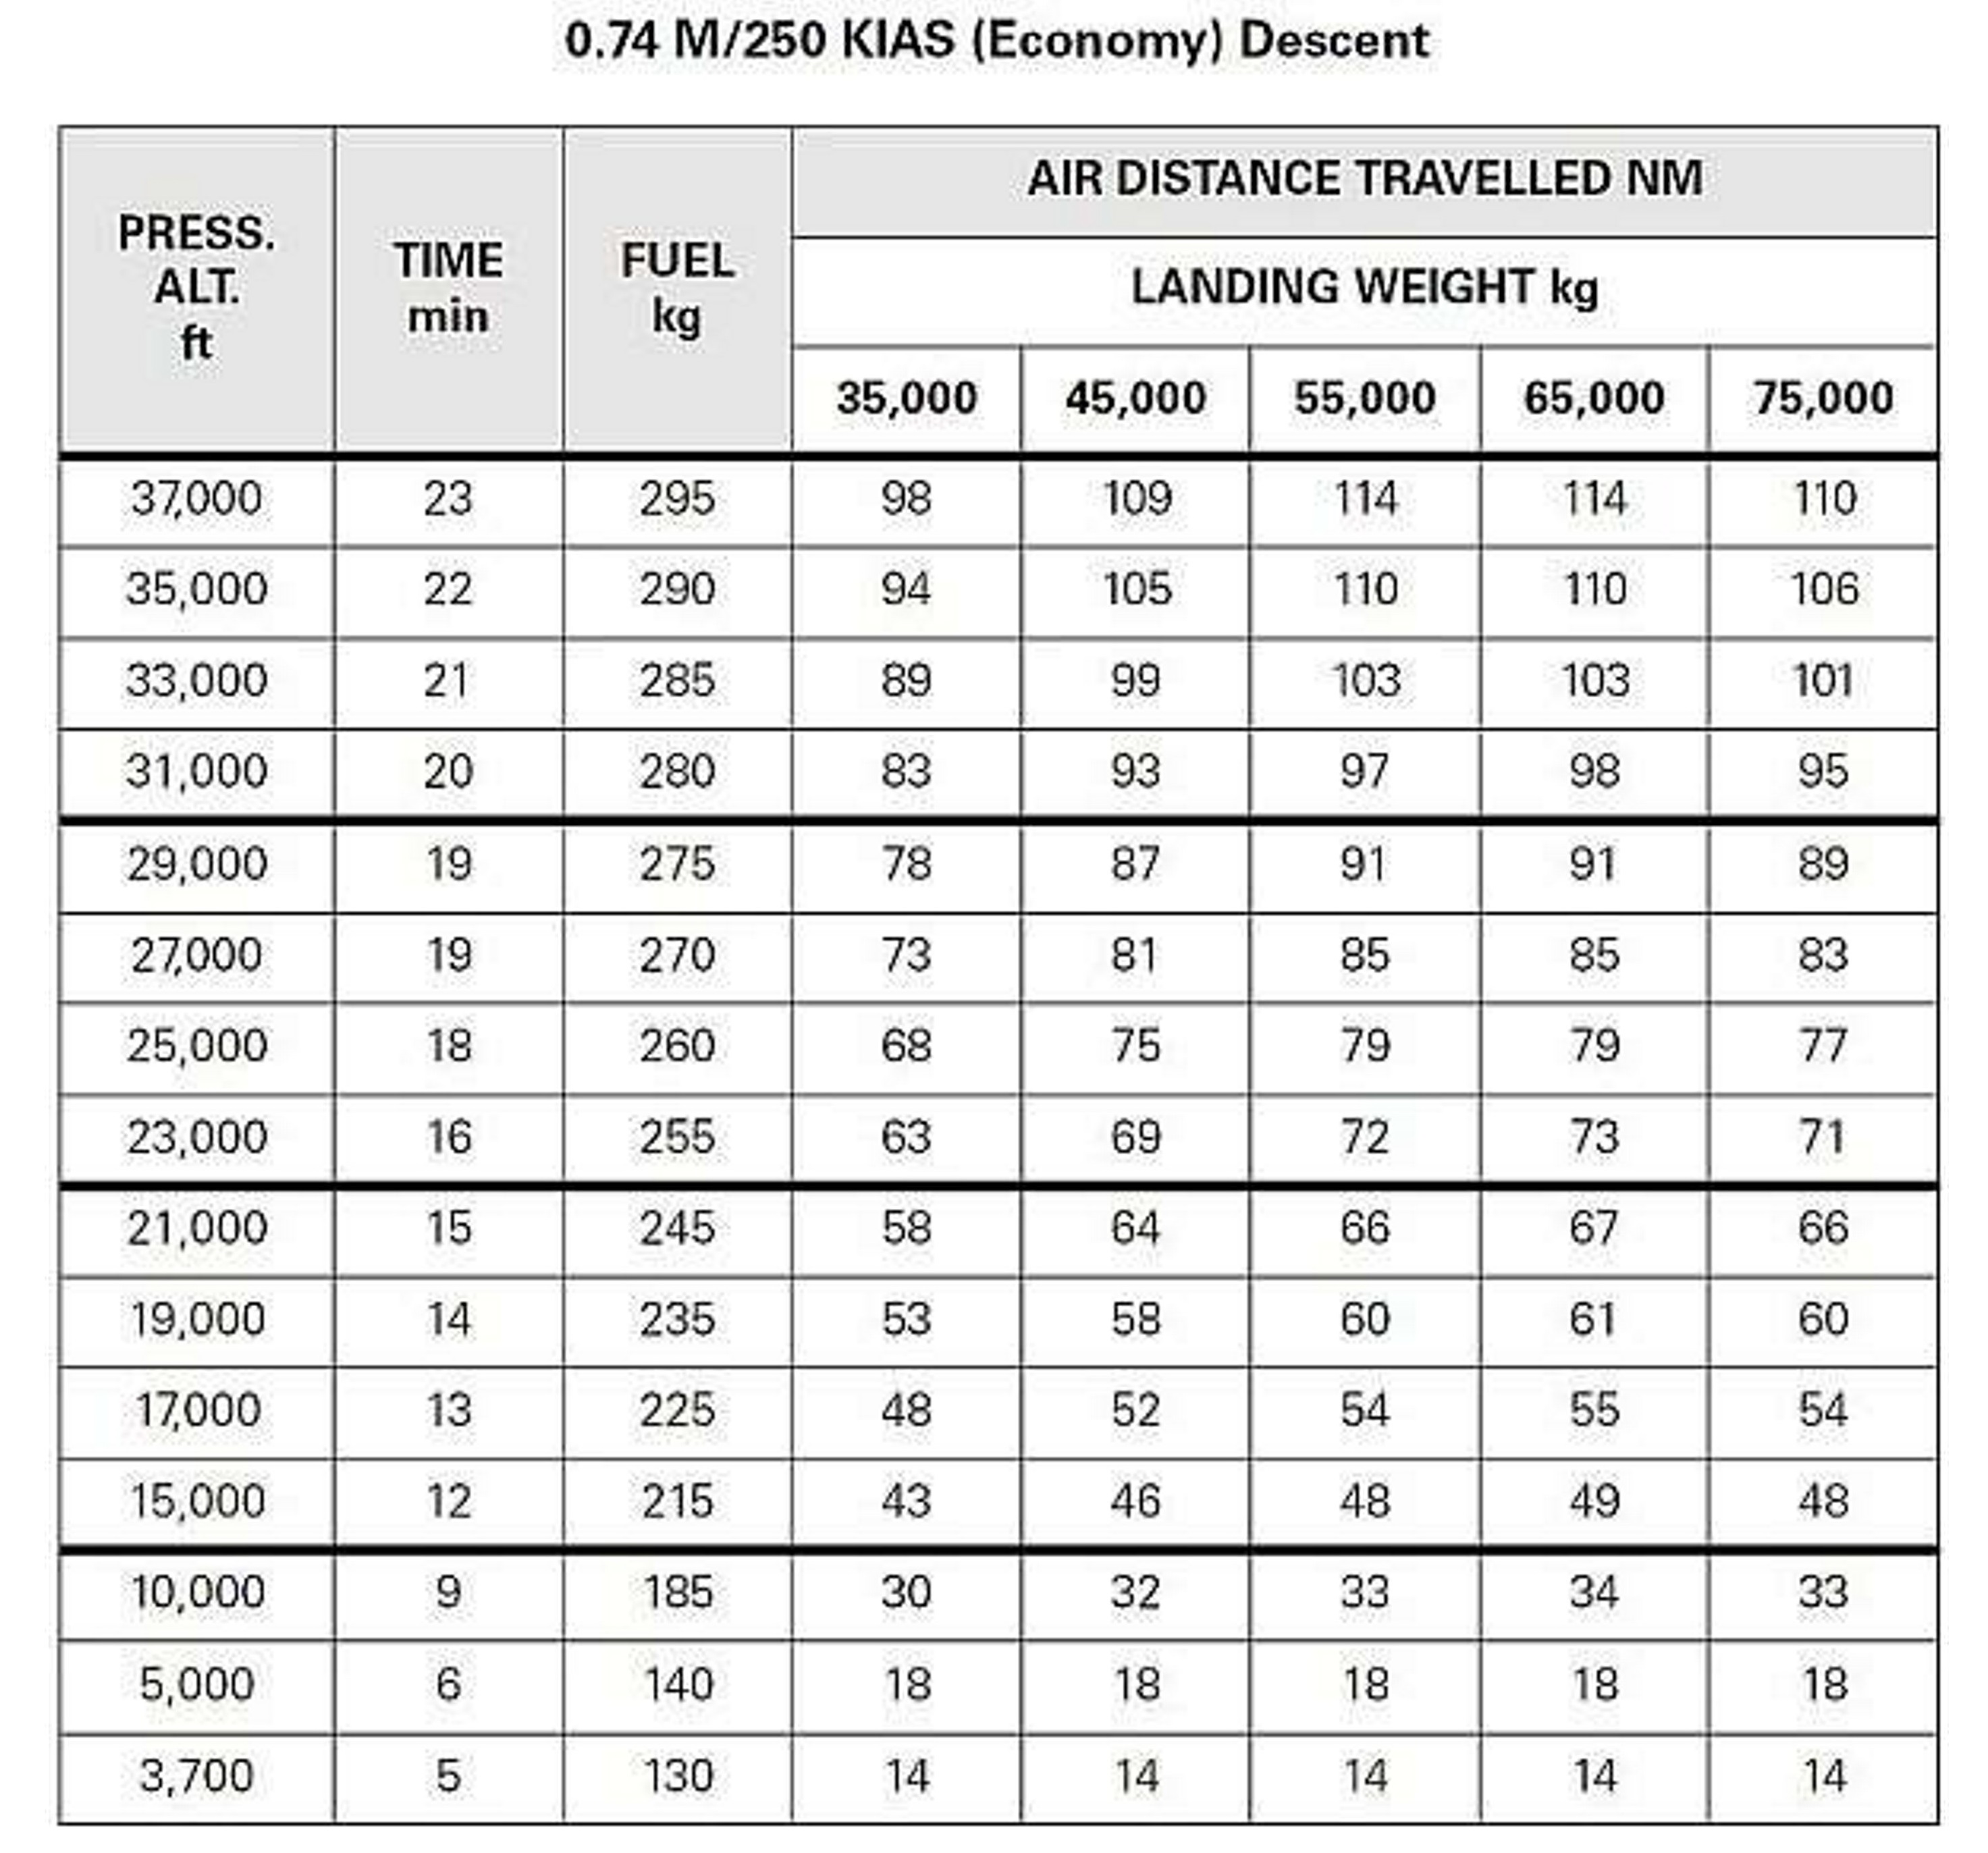 0.74 M/250 KIAS (Economy) Descent
PRESS. ALT. ft TIME min FUEL kg AIR DISTANCE TRAVELLED NM
LANDING WEIGHT kg
35,000 45,000 55,000 65,000 75,000
37,000 23 295 98 109 114 114 110
35,000 22 290 94 105 110 110 106
33,000 21 285 89 99 103 103 101
31,000 20 280 83 93 97 98 95
29,000 19 275 78 87 91 91 89
27,000 19 270 73 81 85 85 83
25,000 18 260 68 75 79 79 77
23,000 16 255 63 69 72 73 71
21,000 15 245 58 64 66 67 66
19,000 14 235 53 58 60 61 60
17,000 13 225 48 52 54 55 54
15,000 12 215 43 46 48 49 48
10,000 9 185 30 32 33 34 33
5,000 6 140 18 18 18 18 18
3,700 5 130 14 14 14 14 14